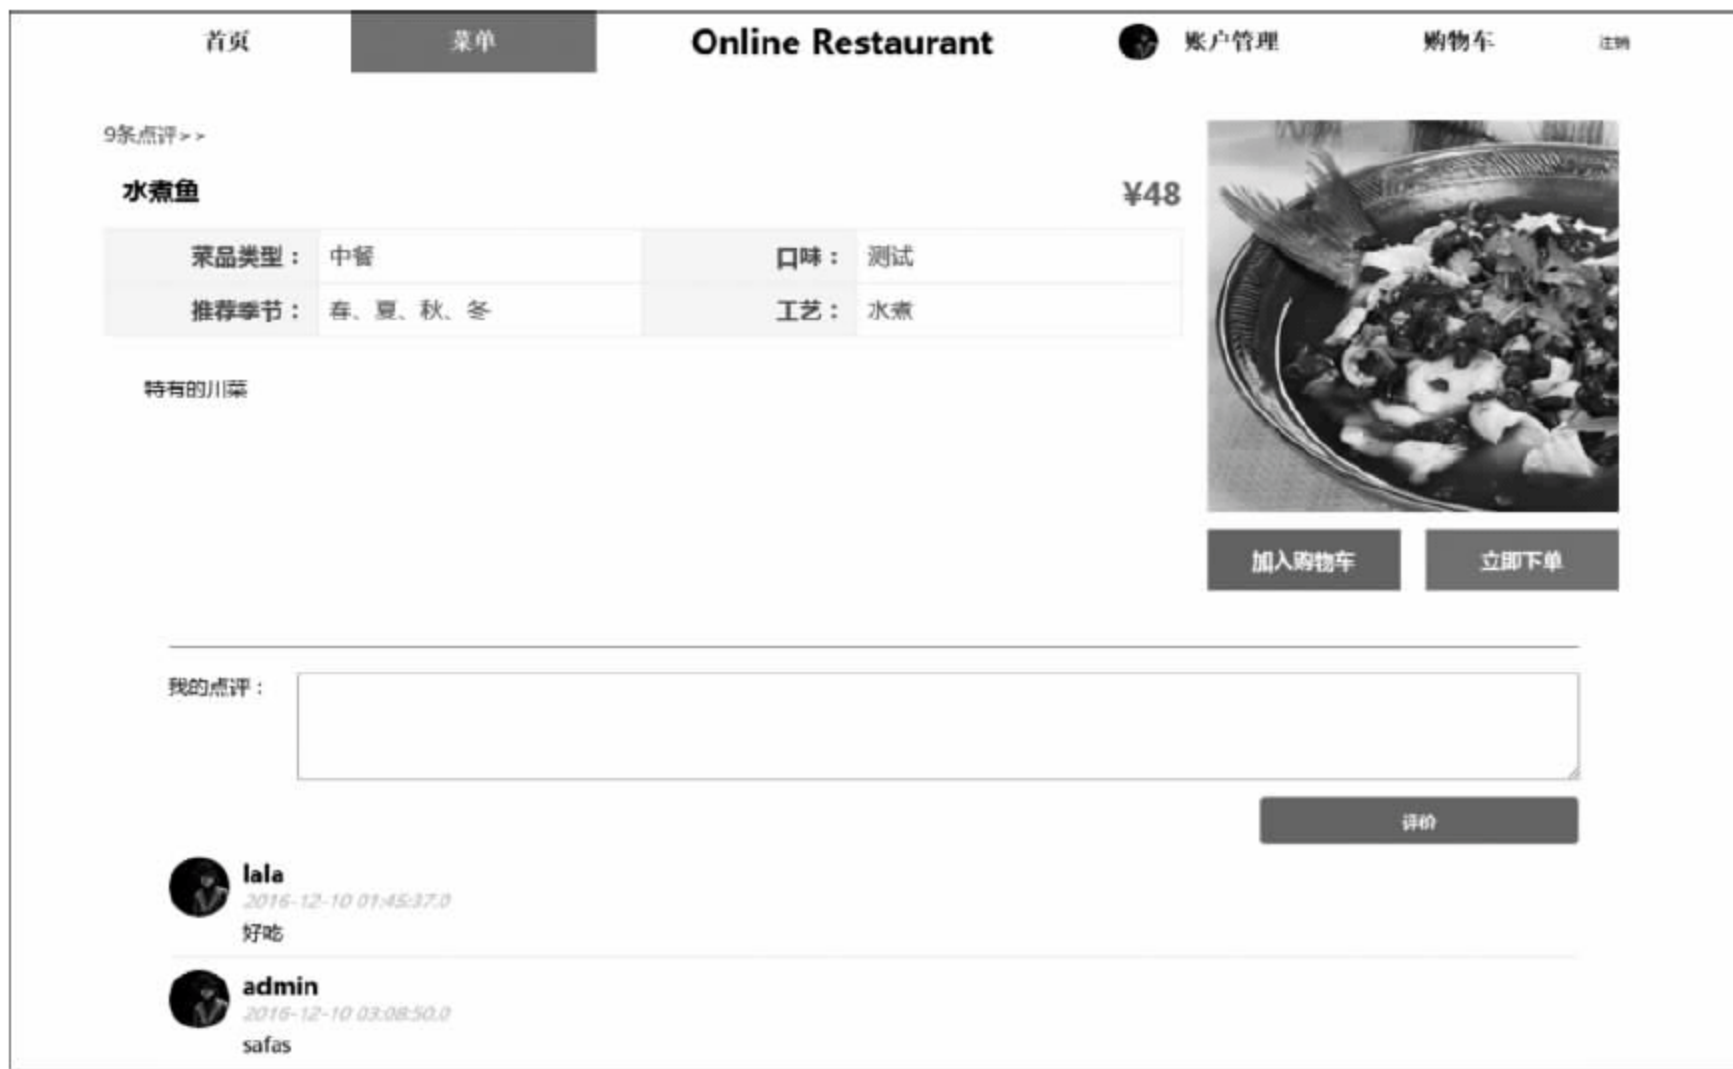 首页 菜单 Online Restaurant 账户管理 购物车 注销
9条点评>>
水煮鱼 ¥48
菜品类型： 中餐 口味： 测试
推荐季节： 春、夏、秋、冬 工艺： 水煮
特有的川菜
加入购物车 立即下单
我的点评：
评价
lala
2016-12-10 01:45:37.0
好吃
admin
2016-12-10 03:08:50.0
safas